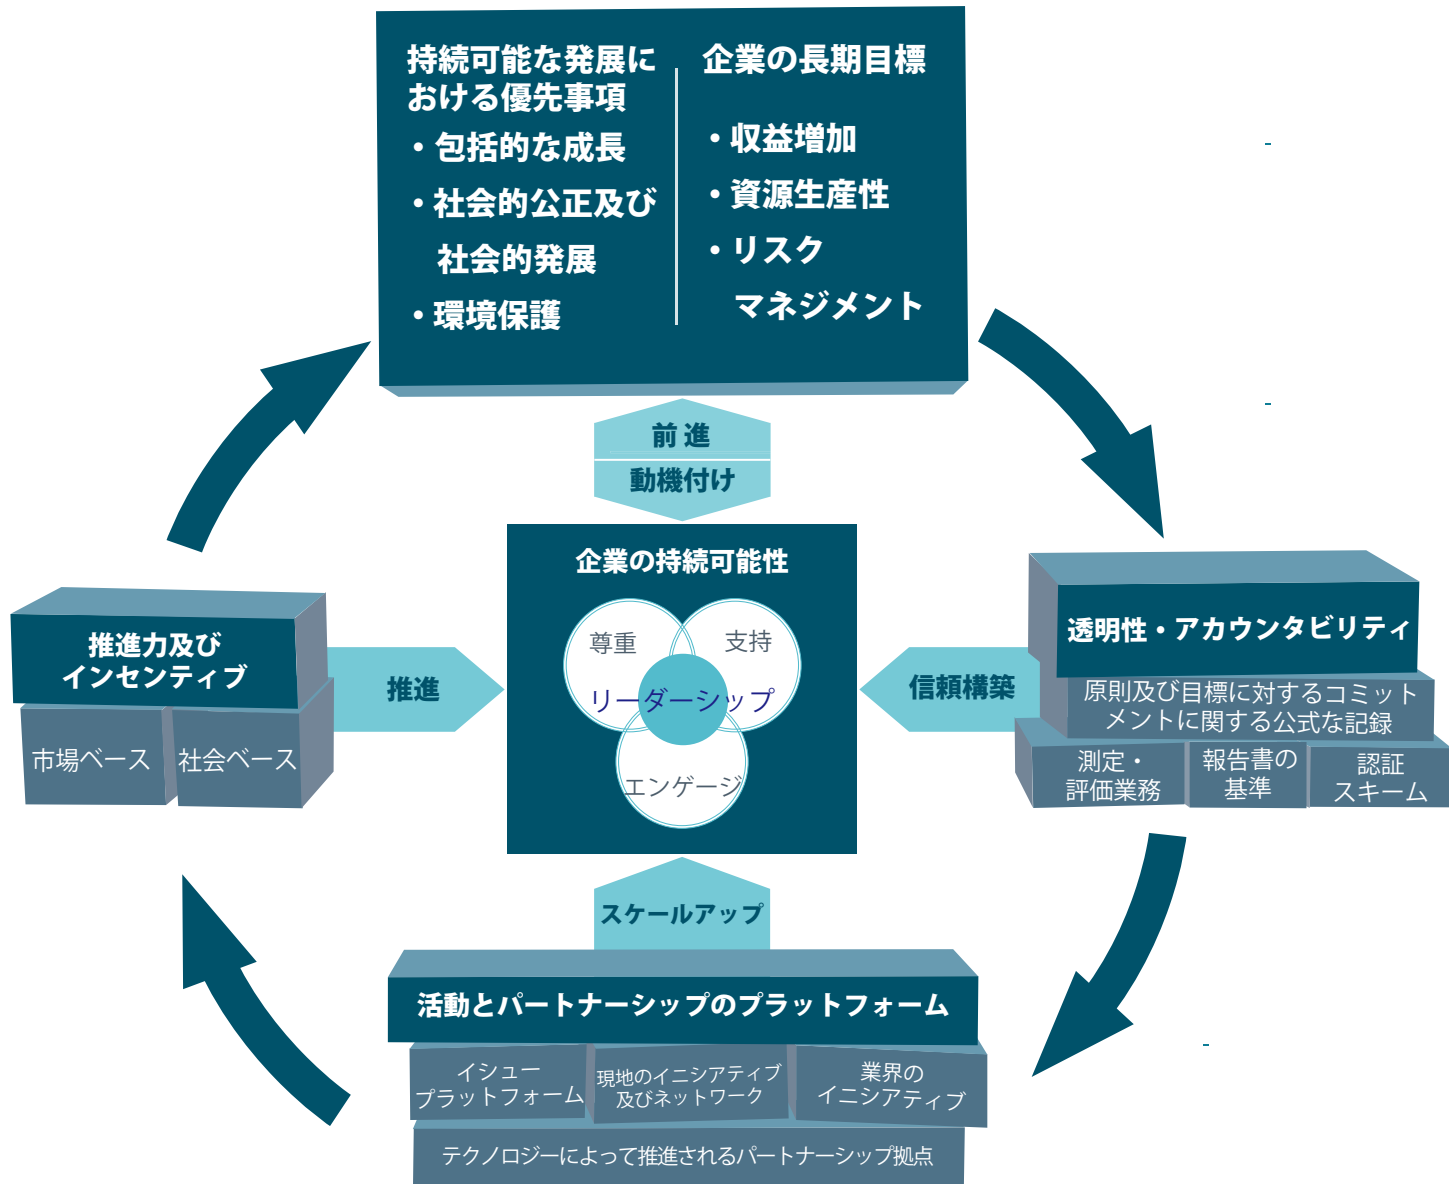 持続可能な発展に
おける優先事項
・包括的な成長
・社会的公正及び
社会的発展
・環境保護
企業の長期目標
・収益増加
・資源生産性
・リスク
マネジメント
前 進
動機付け
企業の持続可能性
尊重
支持
リーダーシップ
エンゲージ
推進力及び
インセンティブ
市場ベース
社会ベース
推進
信頼構築
透明性・アカウンタビリティ
原則及び目標に対するコミット
メントに関する公式な記録
測定・
評価業務
報告書の
基準
認証
スキーム
スケールアップ
活動とパートナーシップのプラットフォーム
イシュー
プラットフォーム
現地のイニシアティブ
及びネットワーク
業界の
イニシアティブ
テクノロジーによって推進されるパートナーシップ拠点